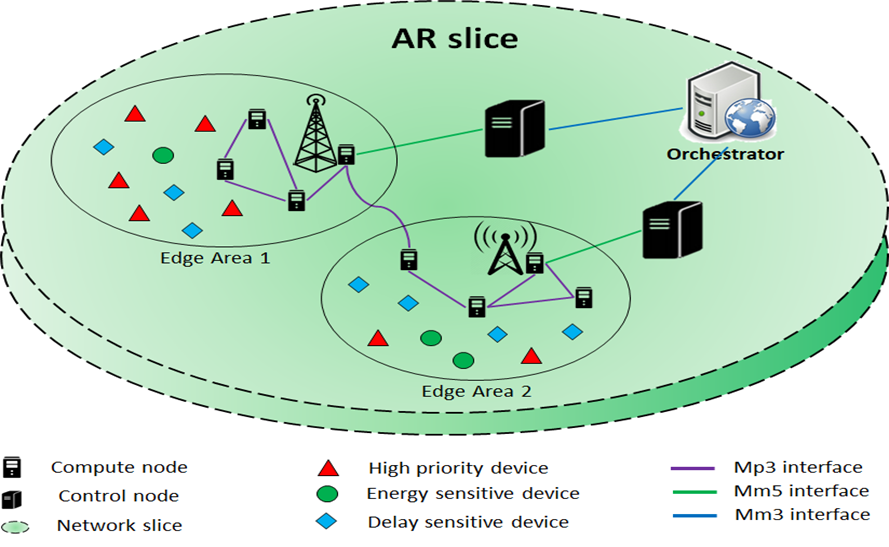 AR slice
Orchestrator
Edge Area 1
Edge Area 2
Compute node
High priority device
Mp3 interface
Control node
Energy sensitive device
Mm5 interface
Network slice
Delay sensitive device
Mm3 interface